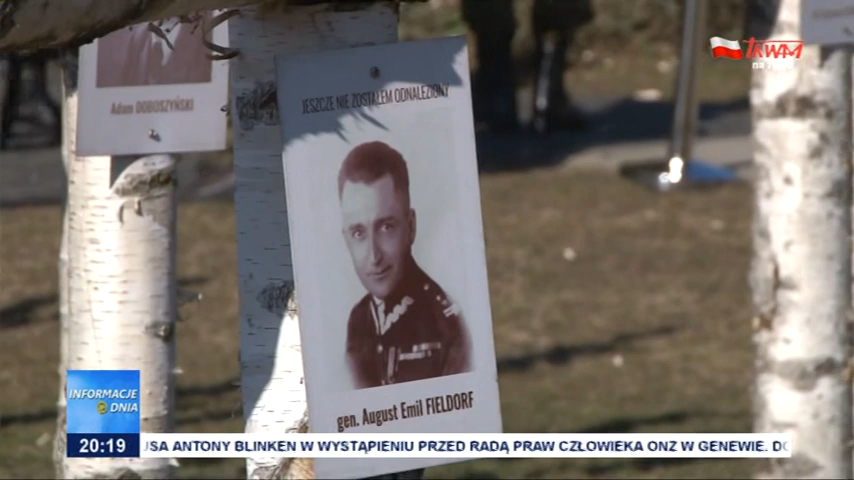 Adam DOBOSZYŃSKI
JESZCZE NIE ZOSTAŁEM ODNALEZIONY
TRWAM
gen. August Emil FIELDORF
INFORMACJE
DNIA
20:19
USA ANTONY BLINKEN W WYSTĄPIENIU PRZED RADĄ PRAW CZŁOWIEKA ONZ W GENEWIE. DO